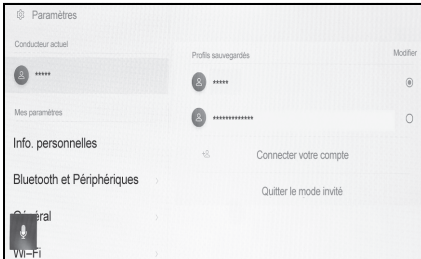 Paramètres
Conducteur actuel
*****
Mes paramètres
Info. personnelles
Bluetooth et Périphériques
Général
Wi-Fi
Profils sauvegardés Modifier
*****
*************
Connecter votre compte
Quitter le mode invité